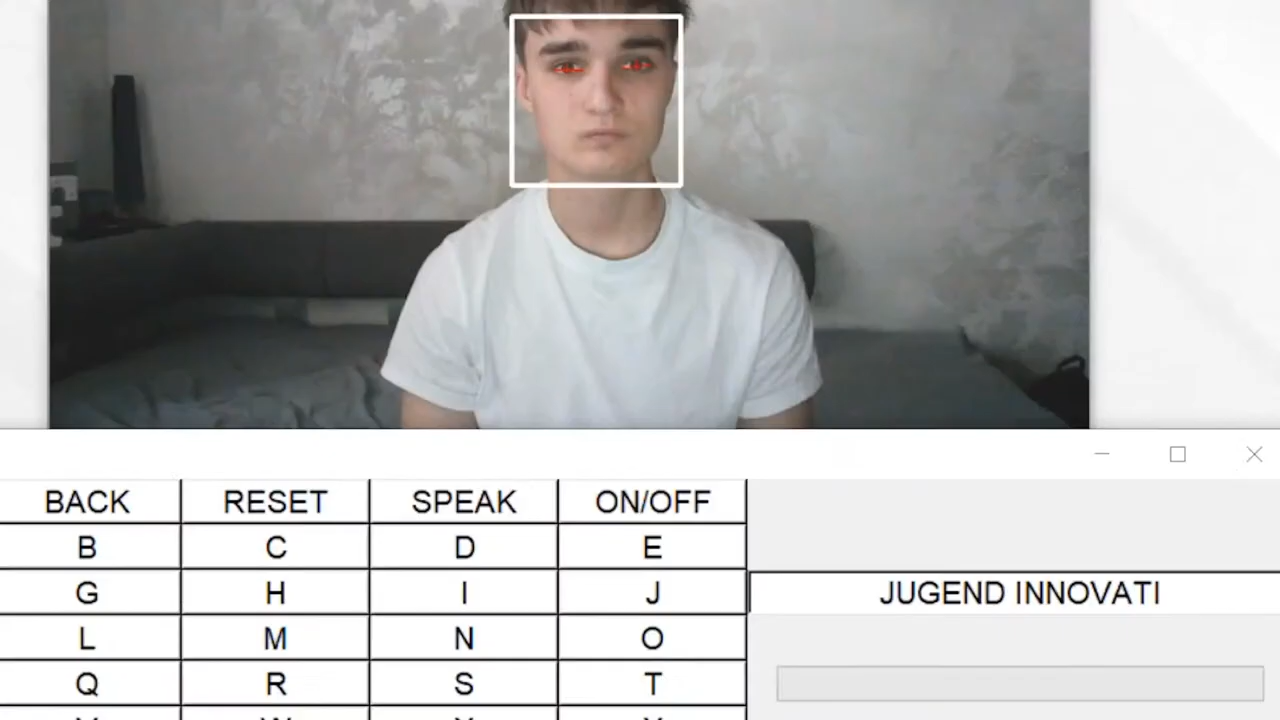 BACK RESET SPEAK ON/OFF
B C D E
G H I J JUGEND INNOVATI
L M N O
Q R S T